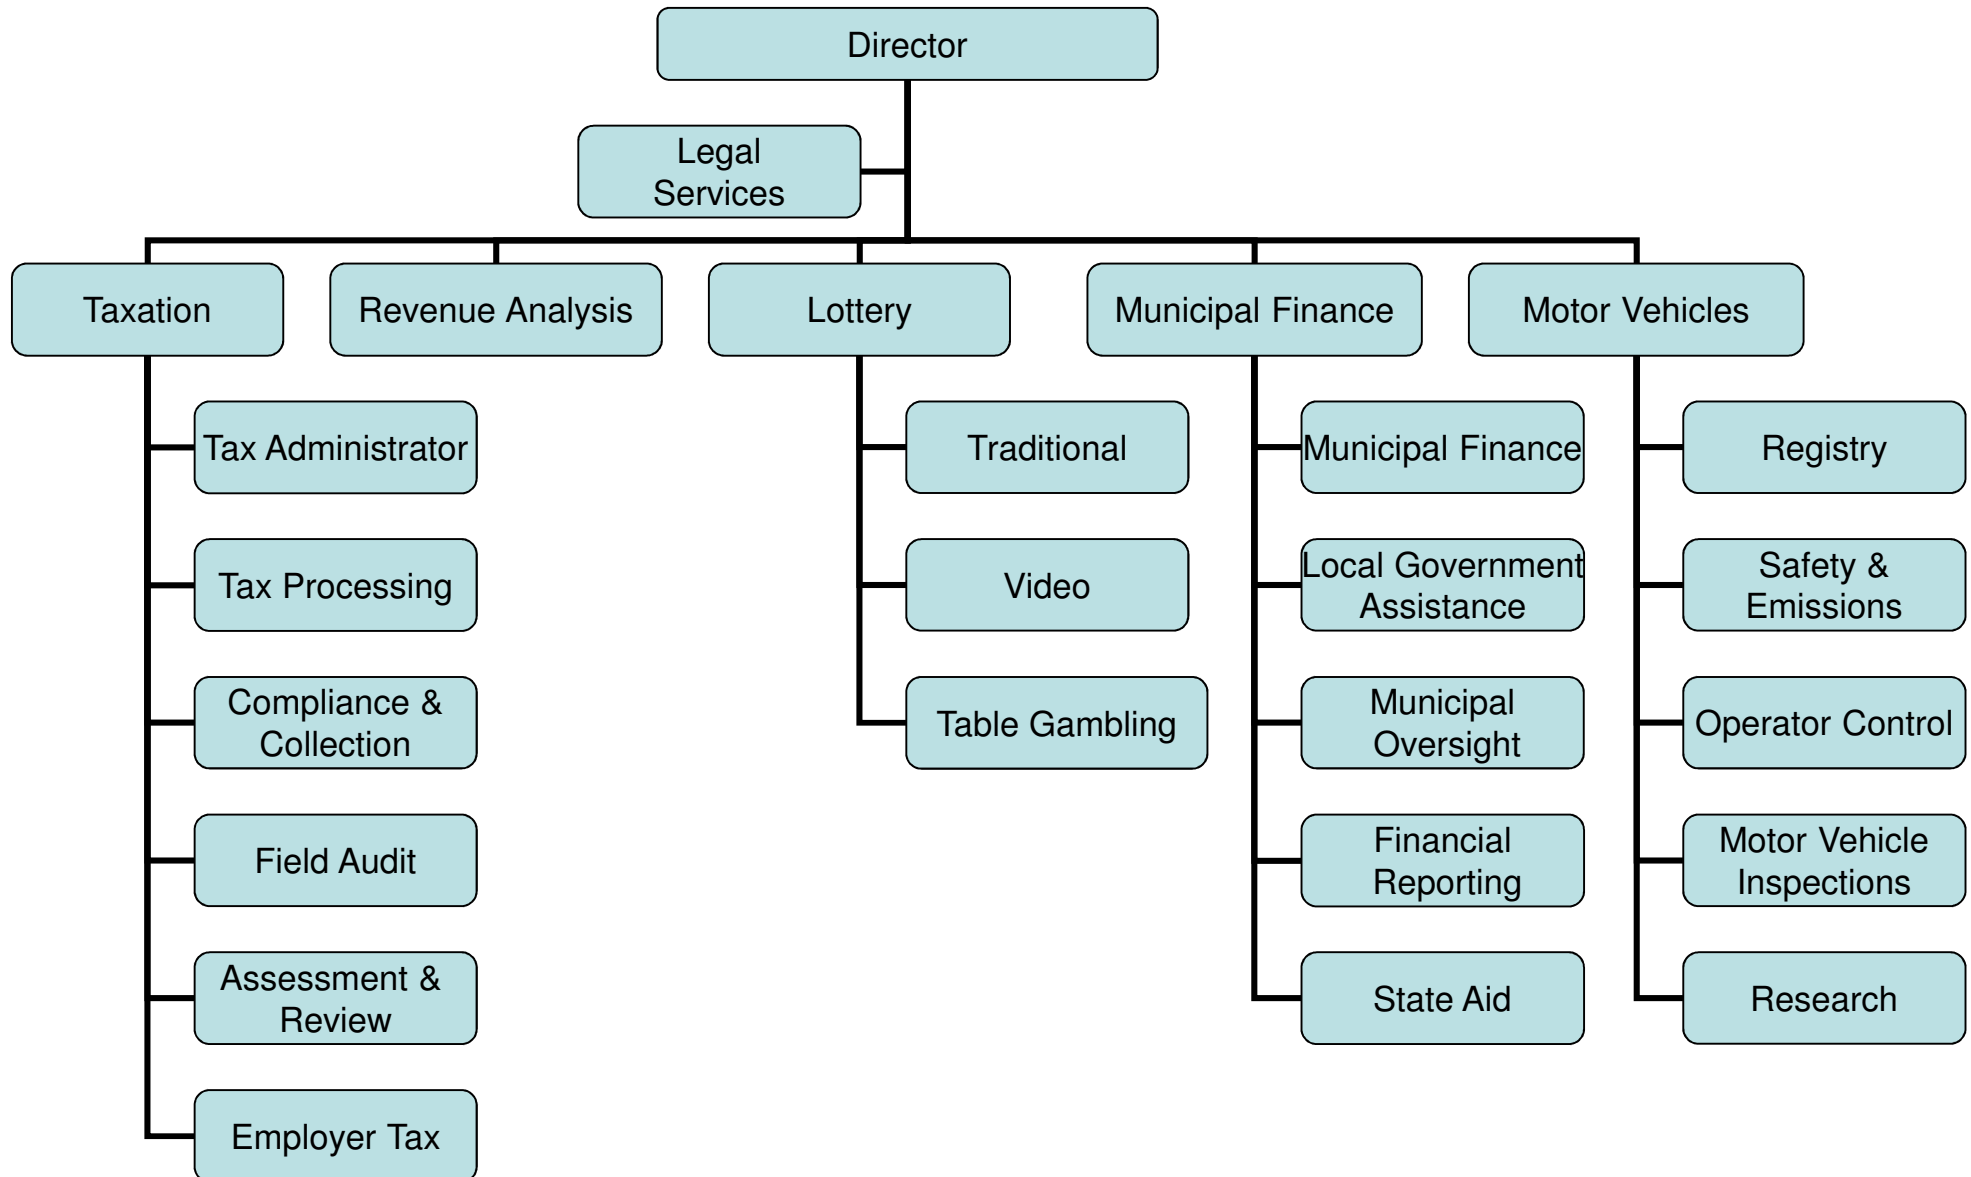 Director
Legal
Services
Taxation
Revenue Analysis
Lottery
Municipal Finance
Motor Vehicles
Tax Administrator
Tax Processing
Compliance &
Collection
Field Audit
Assessment &
Review
Employer Tax
Traditional
Video
Table Gambling
Municipal Finance
Local Government
Assistance
Municipal
Oversight
Financial
Reporting
State Aid
Registry
Safety &
Emissions
Operator Control
Motor Vehicle
Inspections
Research